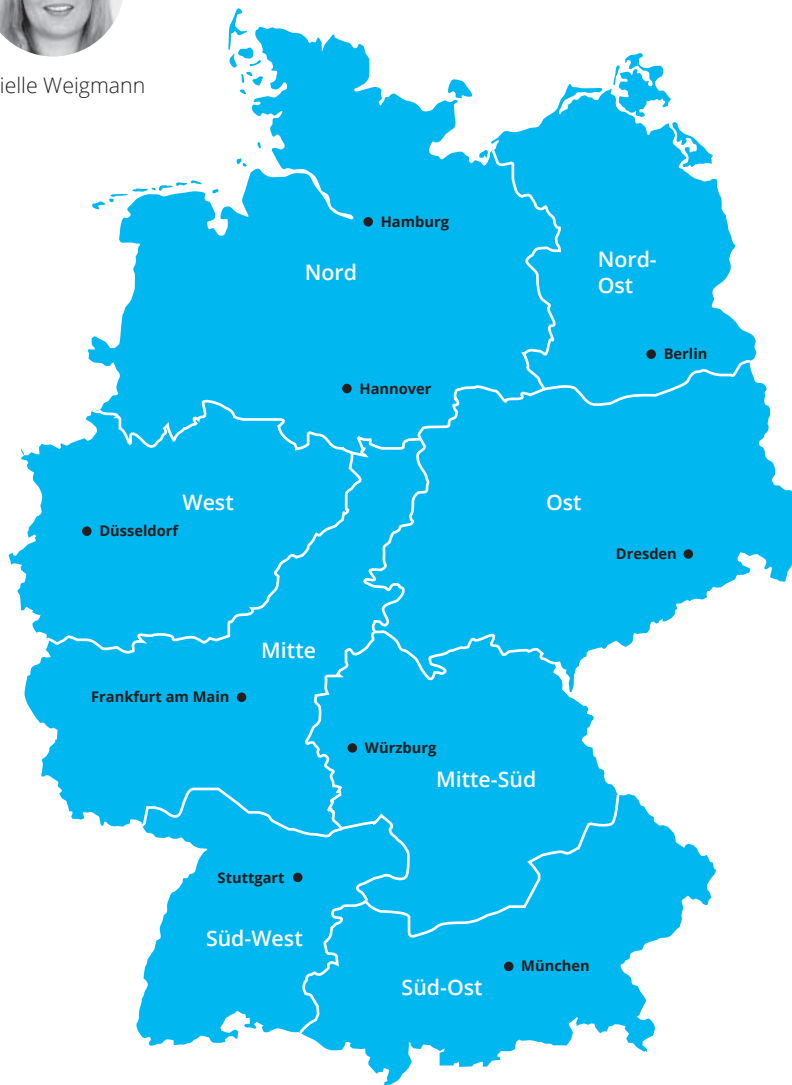 ielle Weigmann
Hamburg
Nord
Nord-
Ost
Berlin
Hannover
West
Ost
Düsseldorf
Dresden
Mitte
Frankfurt am Main
Würzburg
Mitte-Süd
Stuttgart
Süd-West
München
Süd-Ost